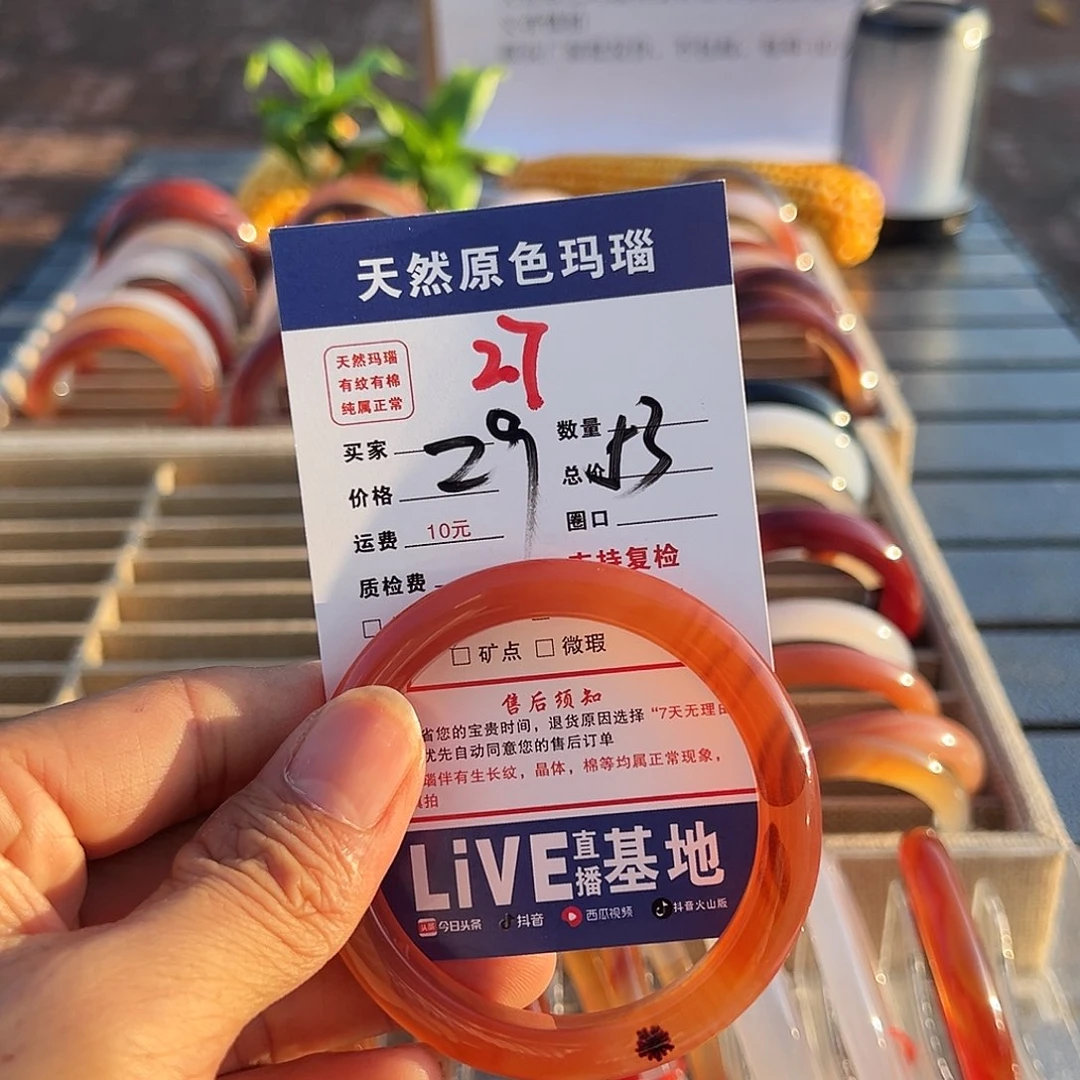 天然原色玛瑙
27
天然玛瑙
有纹有棉
纯属正常
买家
29
数量
13
价格
总价
运费 10元
圈口
质检费
支持复检
□ 矿点 □ 微瑕
售后须知
省您的宝贵时间，退货原因选择 “7天无理由
优先自动同意您的售后订单
瑙伴有生长纹，晶体，棉等均属正常现象，
拍
LiVE直播基地
头条 今日头条 抖音 西瓜视频 抖音火山版